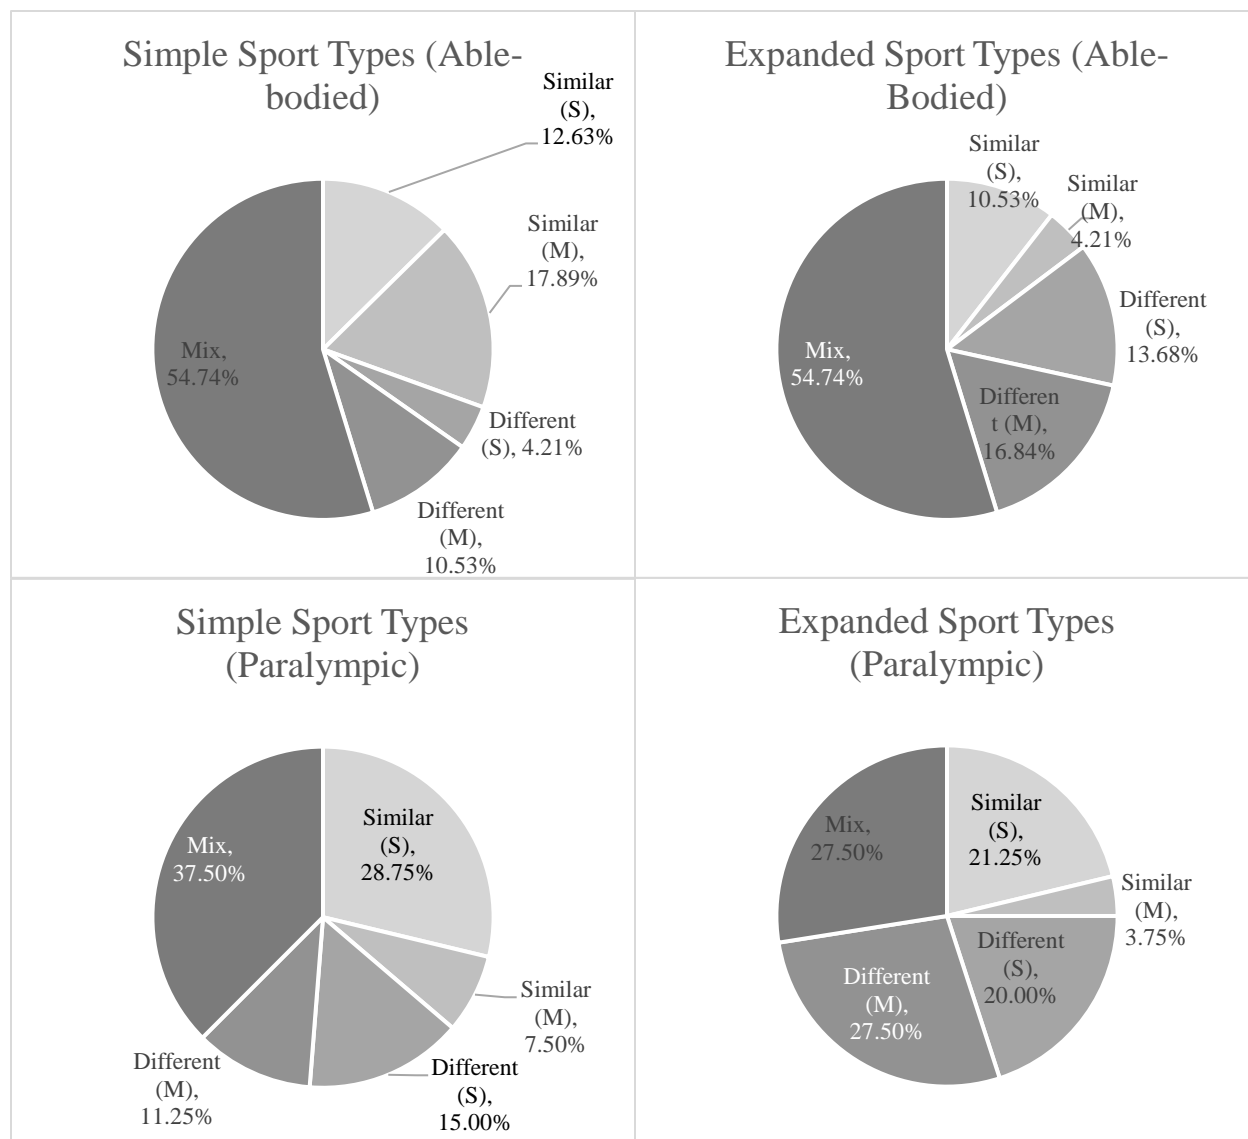 Simple Sport Types (Able-
bodied)
Similar
(S),
12.63%
Similar
(M),
17.89%
Different
(S), 4.21%
Different
(M),
10.53%
Mix,
54.74%
Expanded Sport Types (Able-
Bodied)
Similar
(S),
10.53%
Similar
(M),
4.21%
Different
(S),
13.68%
Differen
t (M),
16.84%
Mix,
54.74%
Simple Sport Types
(Paralympic)
Similar
(S),
28.75%
Similar
(M),
7.50%
Different
(S),
15.00%
Different
(M),
11.25%
Mix,
37.50%
Expanded Sport Types
(Paralympic)
Similar
(S),
21.25%
Similar
(M),
3.75%
Different
(S),
20.00%
Different
(M),
27.50%
Mix,
27.50%